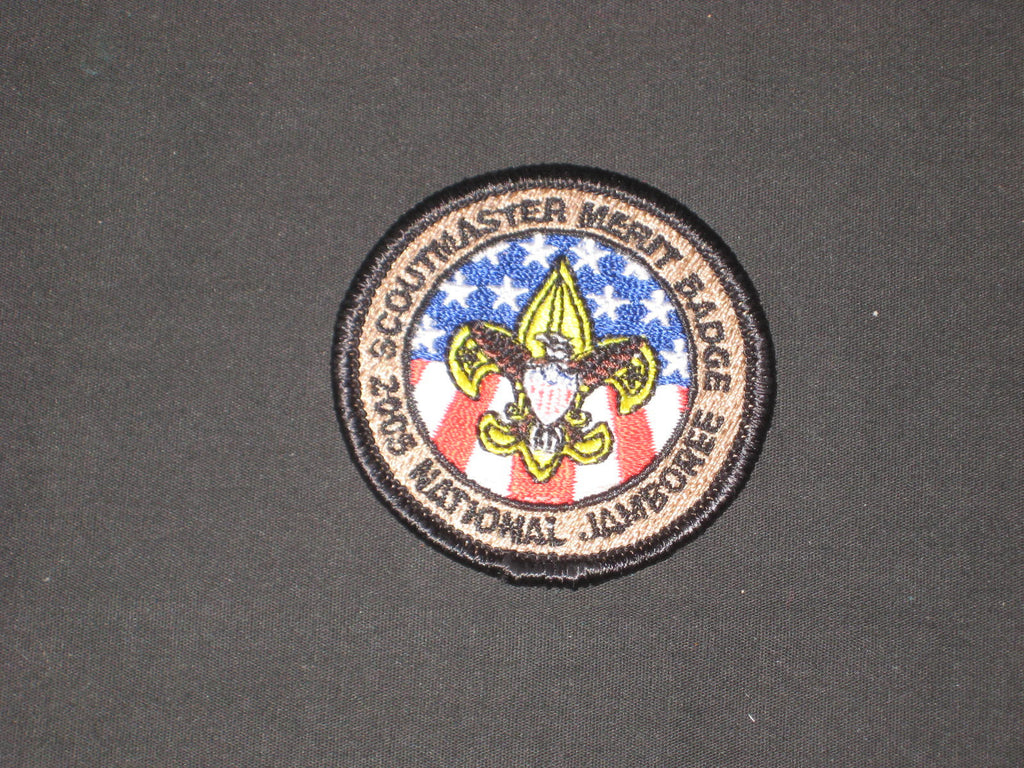 SCOUTMASTER MERIT BADGE
2005 NATIONAL JAMBOREE